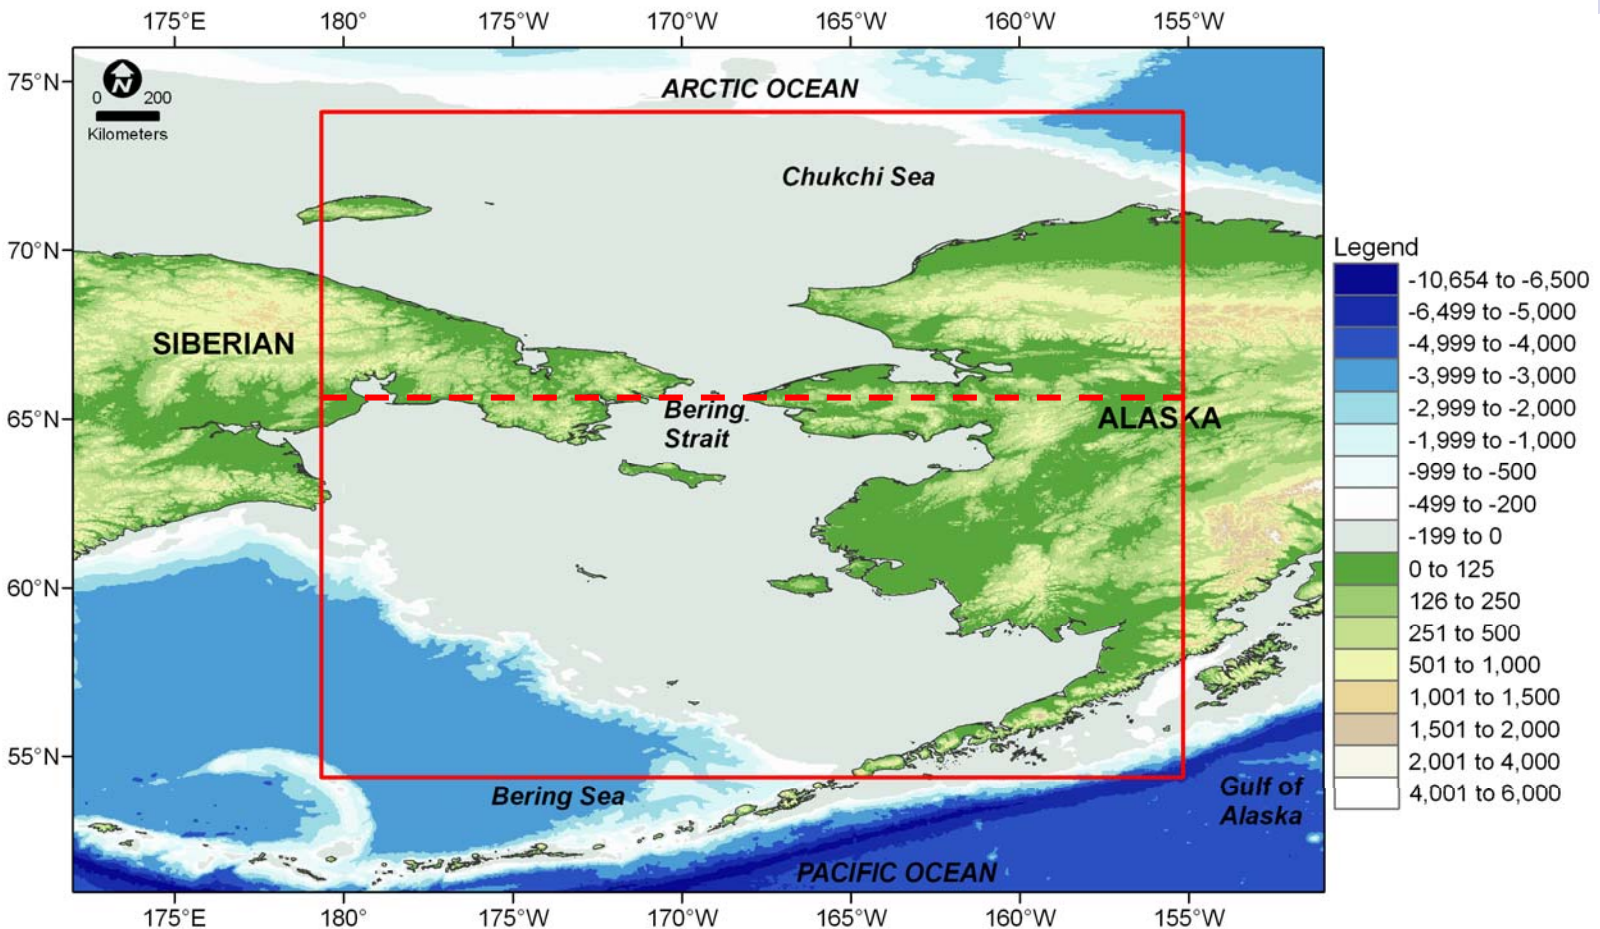 175°E 180° 175°W 170°W 165°W 160°W 155°W
75°N
N
0 200
Kilometers
ARCTIC OCEAN
Chukchi Sea
70°N
SIBERIAN
65°N
Bering
Strait
ALASKA
60°N
55°N
Bering Sea
Gulf of
Alaska
PACIFIC OCEAN
175°E 180° 175°W 170°W 165°W 160°W 155°W
Legend
-10,654 to -6,500
-6,499 to -5,000
-4,999 to -4,000
-3,999 to -3,000
-2,999 to -2,000
-1,999 to -1,000
-999 to -500
-499 to -200
-199 to 0
0 to 125
126 to 250
251 to 500
501 to 1,000
1,001 to 1,500
1,501 to 2,000
2,001 to 4,000
4,001 to 6,000